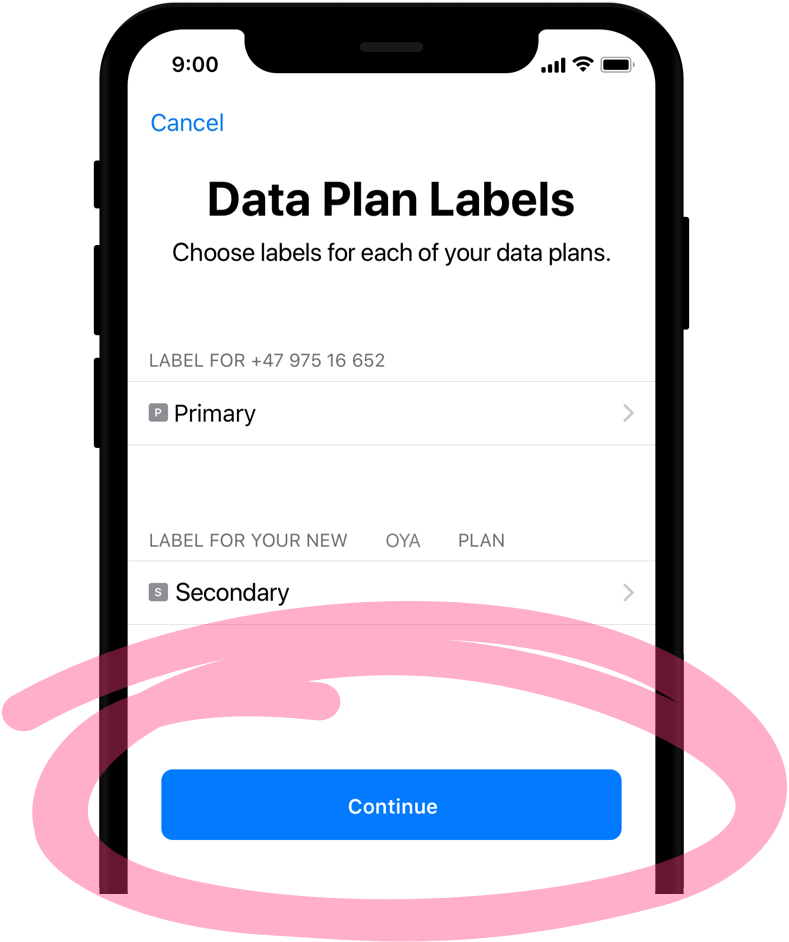 9:00
Cancel
Data Plan Labels
Choose labels for each of your data plans.
LABEL FOR +47 975 16 652
P Primary
LABEL FOR YOUR NEW OYA PLAN
S Secondary
Continue